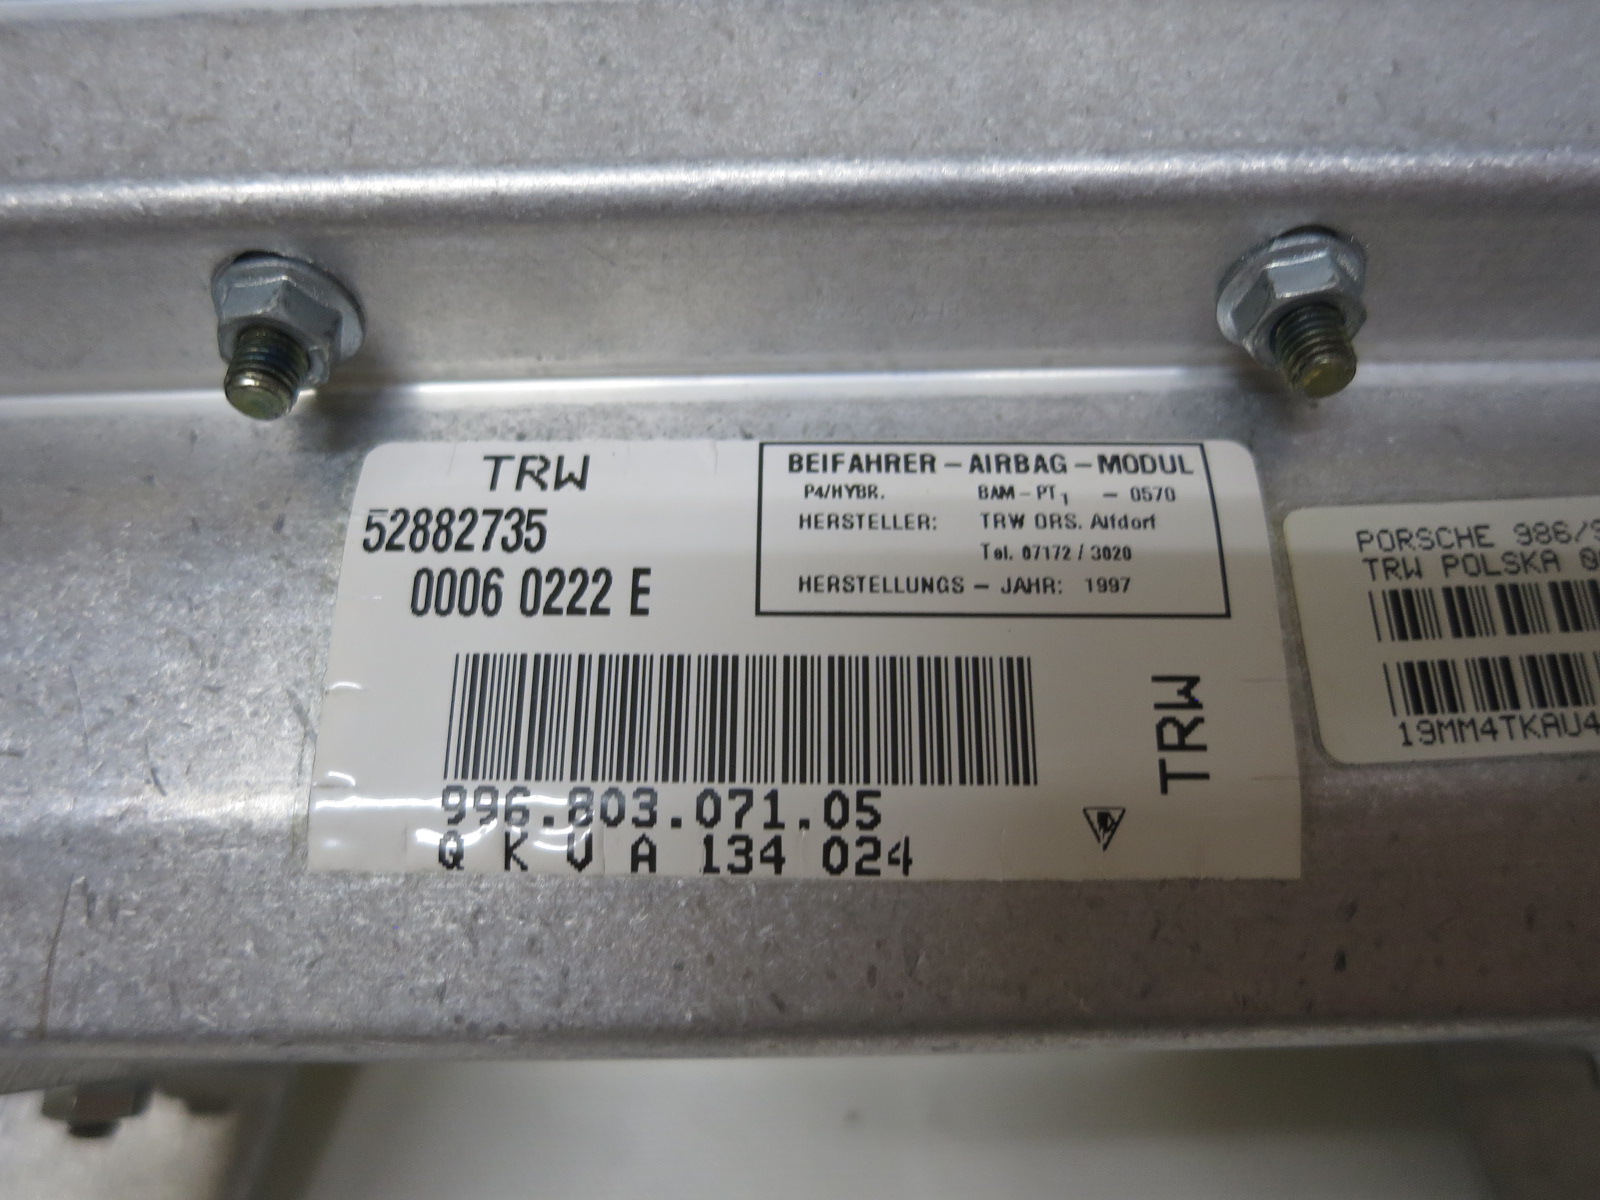 TRW
52882735
0006 0222 E
BEIFAHRER – AIRBAG – MODUL
P4/HYBR. BAM – PT1 – 0570
HERSTELLER: TRW ORS. Alfdorf
Tel. 07172 / 3020
HERSTELLUNGS – JAHR: 1997
996.803.071.05
Q K V A 134 024
TRW
PORSCHE 986/9
TRW POLSKA
19MM4TKAU4